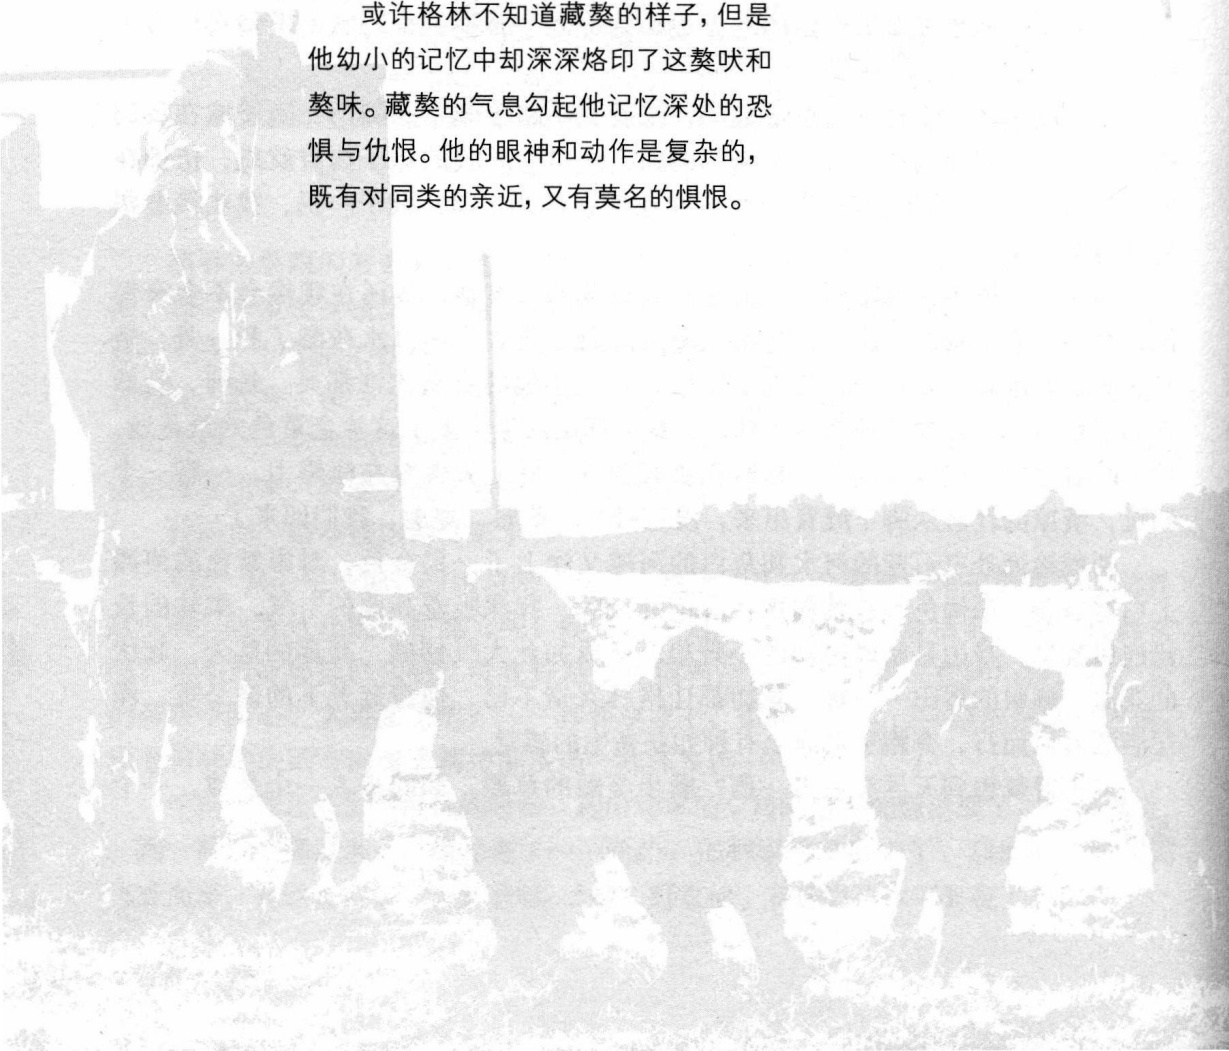 或许格林不知道藏獒的样子，但是
他幼小的记忆中却深深烙印了这獒吠和
獒味。藏獒的气息勾起他记忆深处的恐
惧与仇恨。他的眼神和动作是复杂的，
既有对同类的亲近，又有莫名的惧恨。